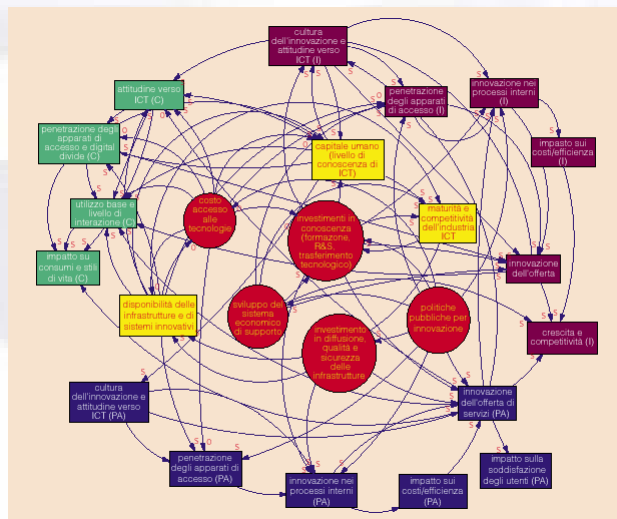 cultura
dell'innovazione e
attitudine verso
ICT (I)
attitudine verso
ICT (C)
penetrazione
degli apparati di
accesso (I)
innovazione nei
processi interni
(I)
penetrazione degli
apparati di
accesso e digital
divide (C)
capitale umano
(livello di
conoscenza di
ICT)
impasto sui
costi/efficienza
(I)
utilizzo base e
livello di
interazione (C)
costo
accesso
alle
tecnologie
investimenti in
conoscenza
(formazione,
R&S,
trasferimento
tecnologico)
maturità e
competitività
dell'industria
ICT
impatto su
consumi e stili
di vita (C)
innovazione
dell'offerta
disponibilità delle
infrastrutture e di
sistemi innovativi
sviluppo del
sistema
economico
di supporto
investimento
in diffusione,
qualità e
sicurezza
delle
infrastrutture
politiche
pubbliche per
innovazione
crescita e
competitività (I)
cultura
dell'innovazione e
attitudine verso
ICT (PA)
innovazione
dell'offerta di
servizi (PA)
penetrazione
degli apparati di
accesso (PA)
innovazione nei
processi interni
(PA)
impatto sui
costi/efficienza
(PA)
impatto sulla
soddisfazione
degli utenti (PA)